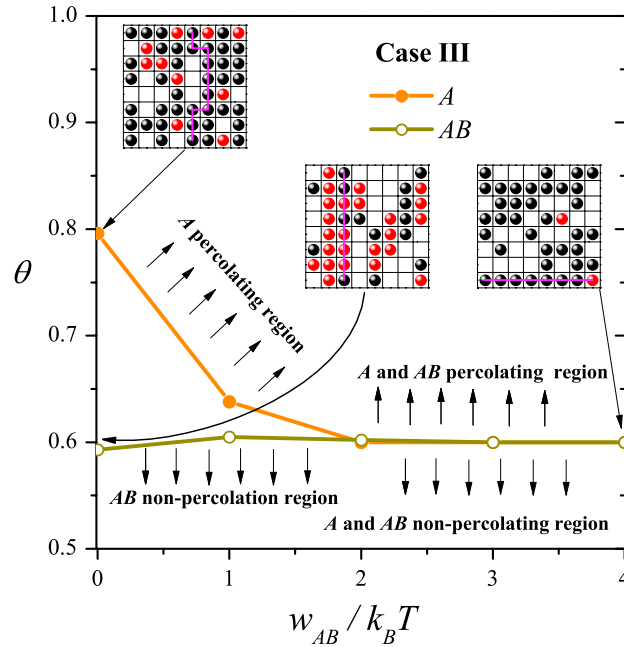 1.0
0.9
0.8
0.7
0.6
0.5
θ
Case III
A
AB
A percolating region
A and AB percolating region
AB non-percolation region
A and AB non-percolating region
0 1 2 3 4
w_AB / k_B T